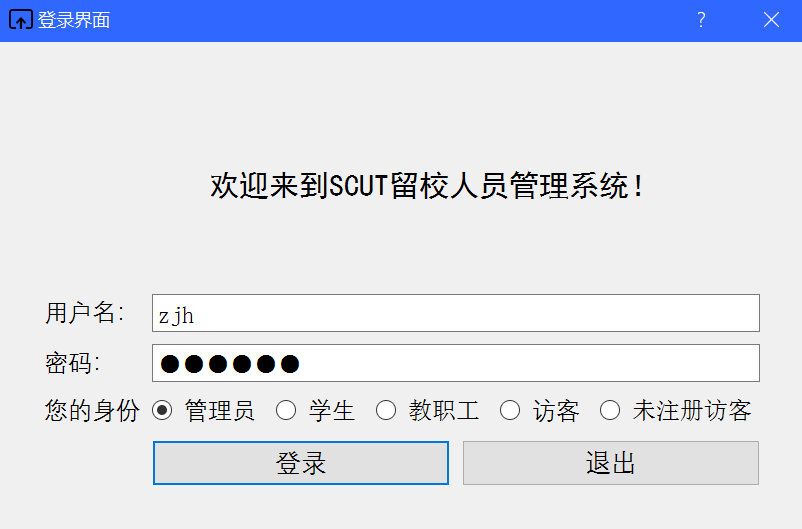 登录界面
欢迎来到SCUT留校人员管理系统!
用户名: zjh
密码: ●●●●●●
您的身份 管理员 学生 教职工 访客 未注册访客
登录 退出